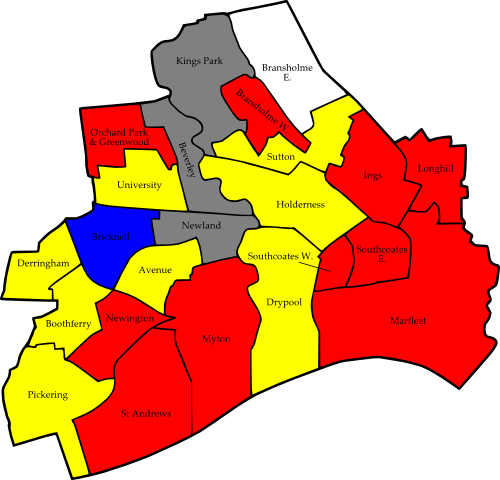 Kings Park
Bransholme
E.
Bransholme W.
Orchard Park
& Greenwood
Beverley
Sutton
Ings
Longhill
University
Holderness
Bricknell
Newland
Derringham
Avenue
Southcoates W.
Southcoates
E.
Drypool
Boothferry
Newington
Myton
Marfleet
Pickering
St Andrews